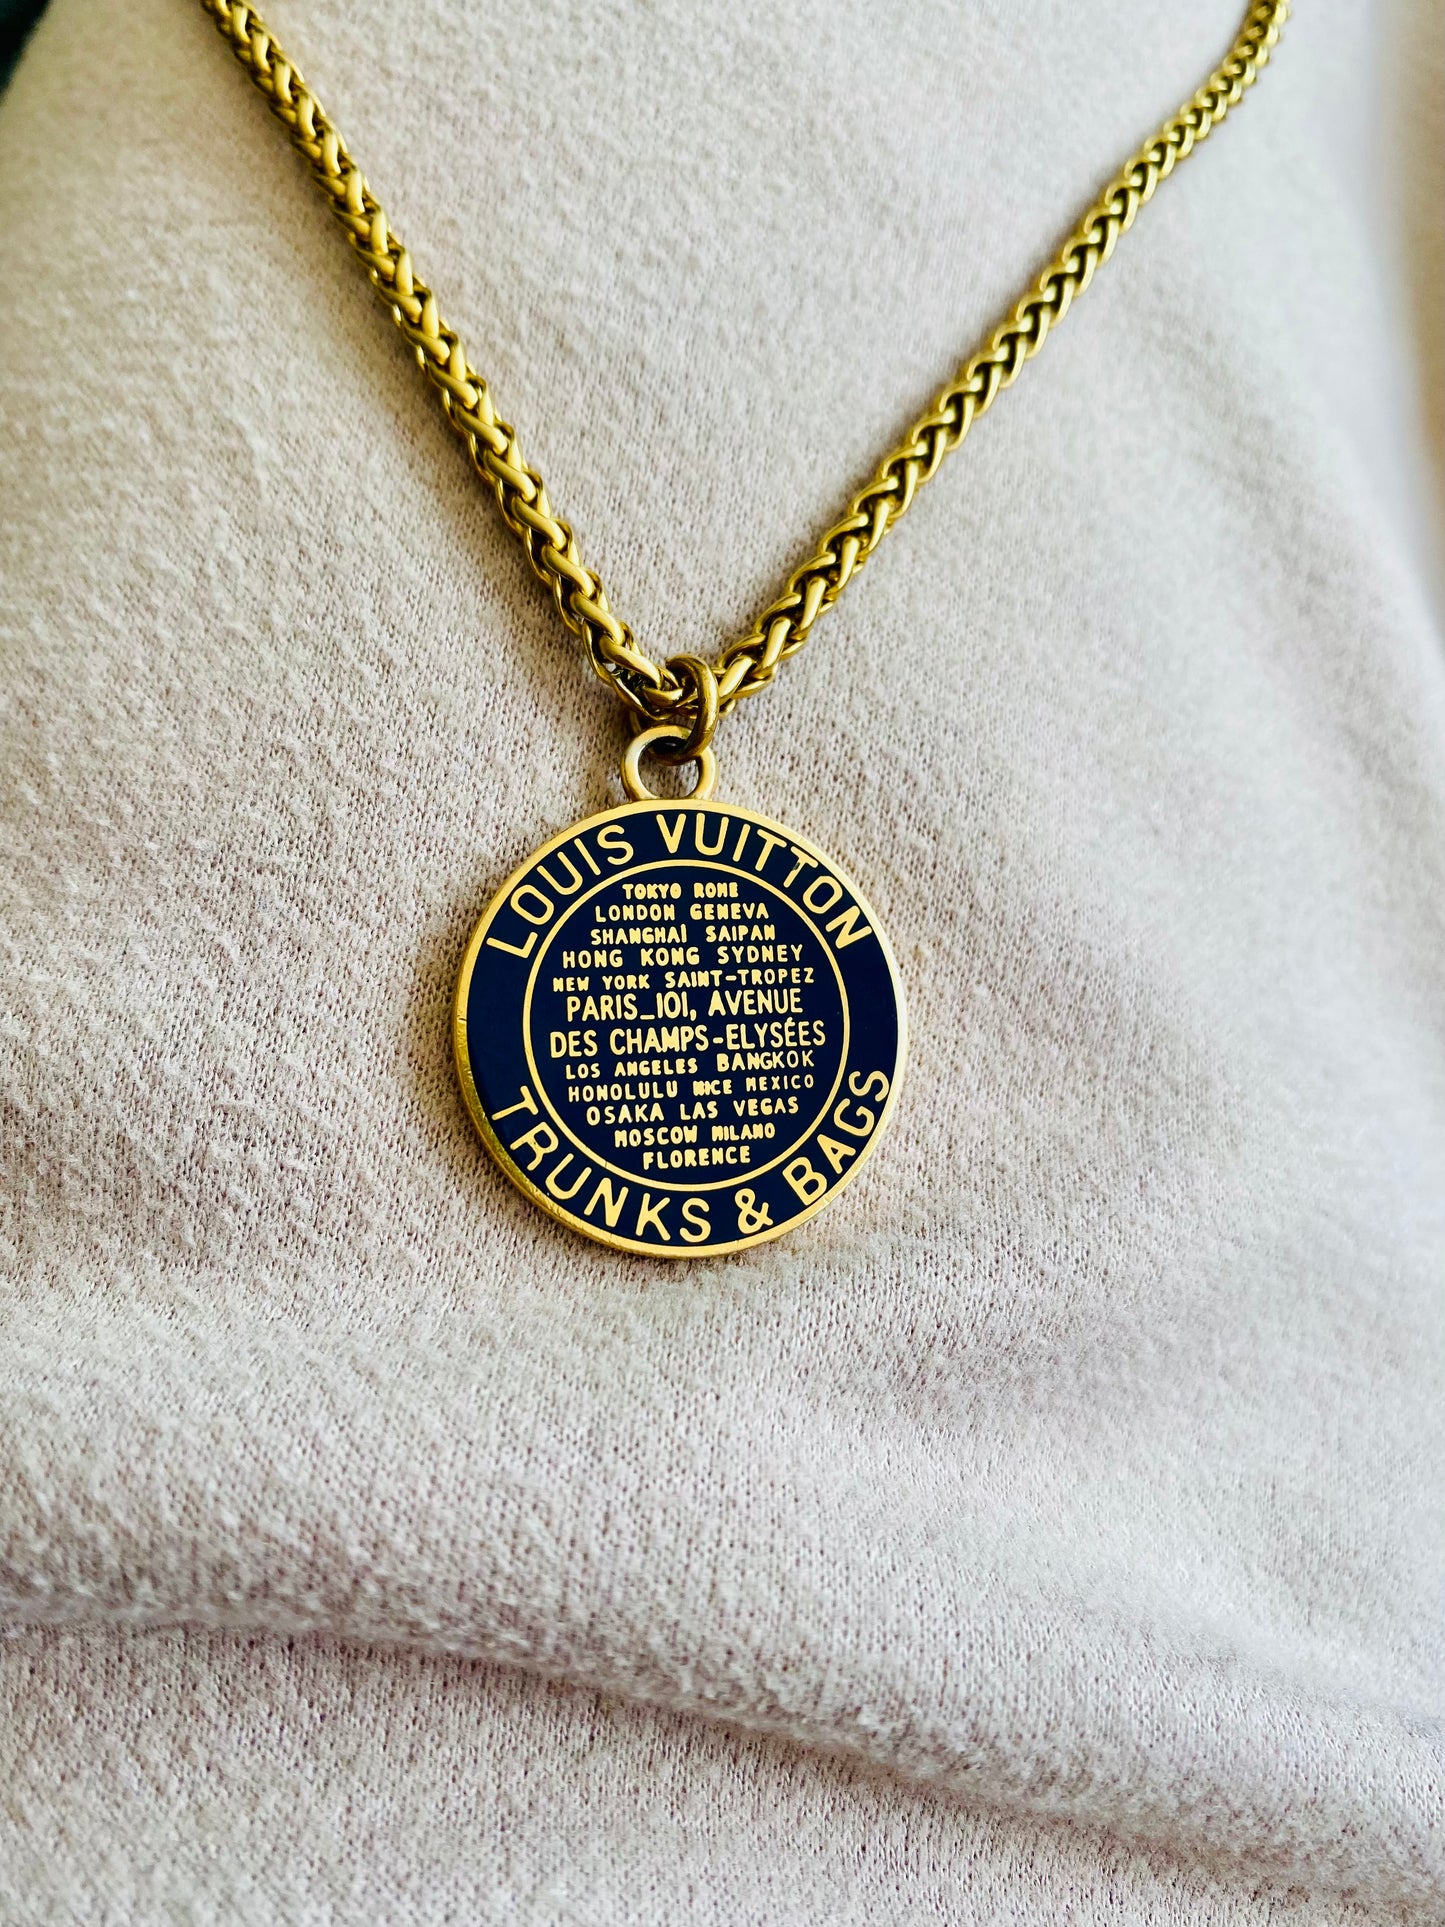 LOUIS VUITTON
TOKYO ROME
LONDON GENEVA
SHANGHAI SAIPAN
HONG KONG SYDNEY
NEW YORK SAINT-TROPEZ
PARIS_101, AVENUE
DES CHAMPS-ELYSÉES
LOS ANGELES BANGKOK
HONOLULU NICE MEXICO
OSAKA LAS VEGAS
MOSCOW MILANO
FLORENCE
TRUNKS & BAGS